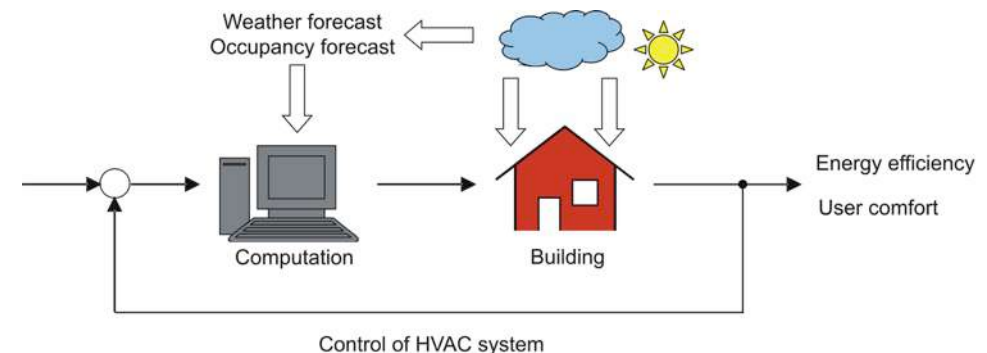 Weather forecast
Occupancy forecast
Energy efficiency
User comfort
Computation
Building
Control of HVAC system